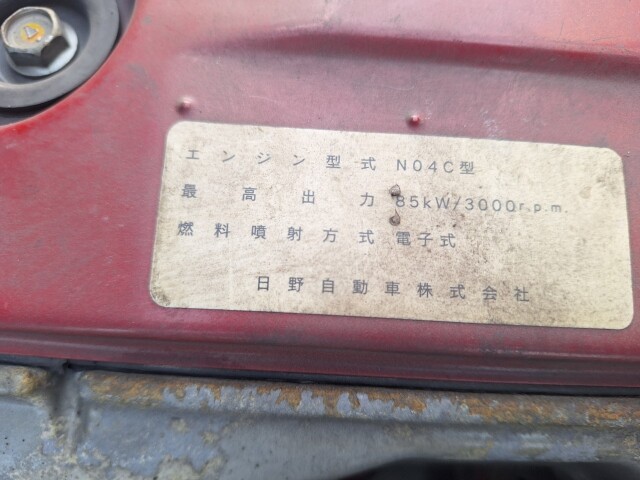 エンジン型式 N04C型
最高出力 85kW/3000r.p.m.
燃料噴射方式 電子式
日野自動車株式会社